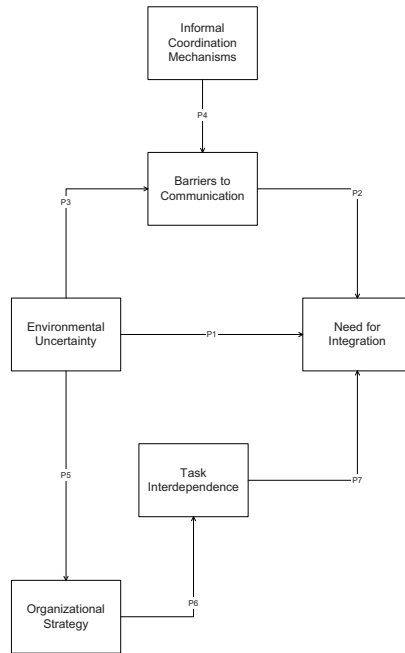 Informal
Coordination
Mechanisms
P4
Barriers to
Communication
P2
P3
Environmental
Uncertainty
P1
Need for
Integration
Task
Interdependence
P5
P7
Organizational
Strategy
P6